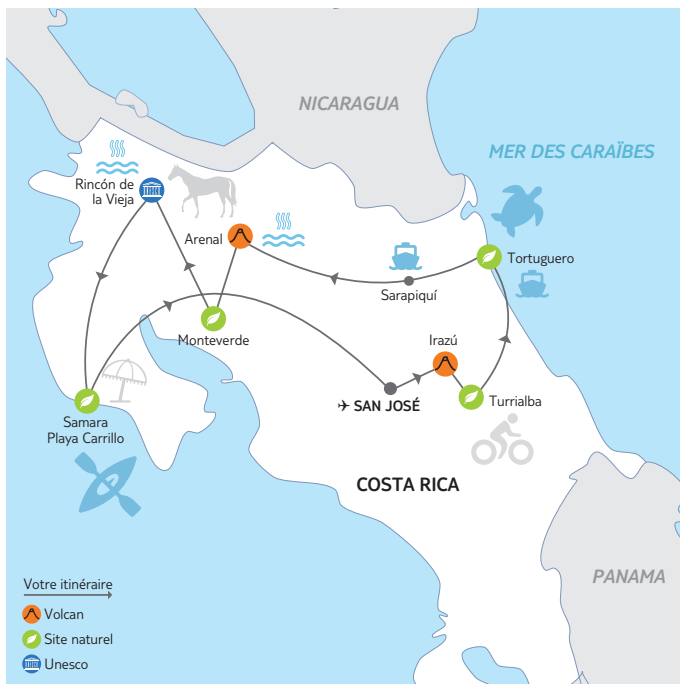 NICARAGUA
MER DES CARAÏBES
Rincón de
la Vieja
Arenal
Tortuguero
Sarapiquí
Monteverde
Irazú
Samara
Playa Carrillo
SAN JOSÉ
Turrialba
COSTA RICA
PANAMA
Votre itinéraire
Volcan
Site naturel
Unesco